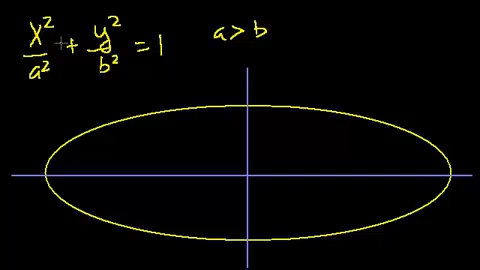 x²/a² + y²/b² = 1 a > b